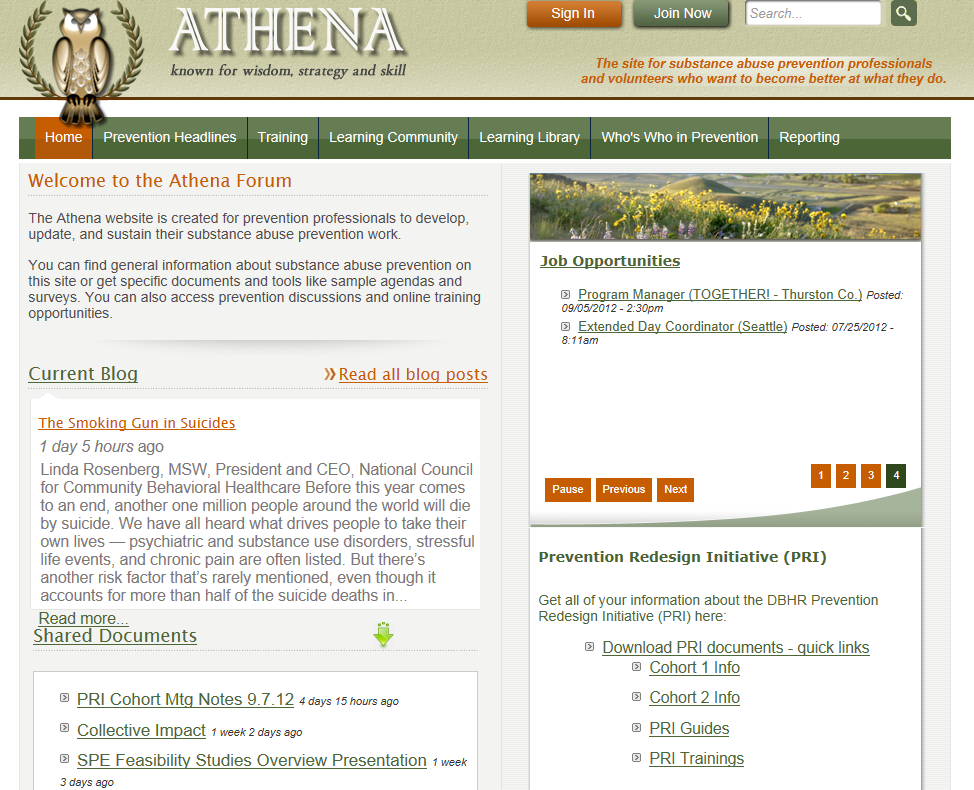 ATHENA
known for wisdom, strategy and skill
Sign In
Join Now
Search...
The site for substance abuse prevention professionals
and volunteers who want to become better at what they do.
Home
Prevention Headlines
Training
Learning Community
Learning Library
Who's Who in Prevention
Reporting
Welcome to the Athena Forum
The Athena website is created for prevention professionals to develop,
update, and sustain their substance abuse prevention work.
You can find general information about substance abuse prevention on
this site or get specific documents and tools like sample agendas and
surveys. You can also access prevention discussions and online training
opportunities.
Current Blog
Read all blog posts
The Smoking Gun in Suicides
1 day 5 hours ago
Linda Rosenberg, MSW, President and CEO, National Council
for Community Behavioral Healthcare Before this year comes
to an end, another one million people around the world will die
by suicide. We have all heard what drives people to take their
own lives — psychiatric and substance use disorders, stressful
life events, and chronic pain are often listed. But there's
another risk factor that's rarely mentioned, even though it
accounts for more than half of the suicide deaths in...
Read more...
Shared Documents
PRI Cohort Mtg Notes 9.7.12 4 days 15 hours ago
Collective Impact 1 week 2 days ago
SPE Feasibility Studies Overview Presentation 1 week
3 days ago
Job Opportunities
Program Manager (TOGETHER! - Thurston Co.) Posted:
09/05/2012 - 2:30pm
Extended Day Coordinator (Seattle) Posted: 07/25/2012 -
8:11am
Pause
Previous
Next
1
2
3
4
Prevention Redesign Initiative (PRI)
Get all of your information about the DBHR Prevention
Redesign Initiative (PRI) here:
Download PRI documents - quick links
Cohort 1 Info
Cohort 2 Info
PRI Guides
PRI Trainings